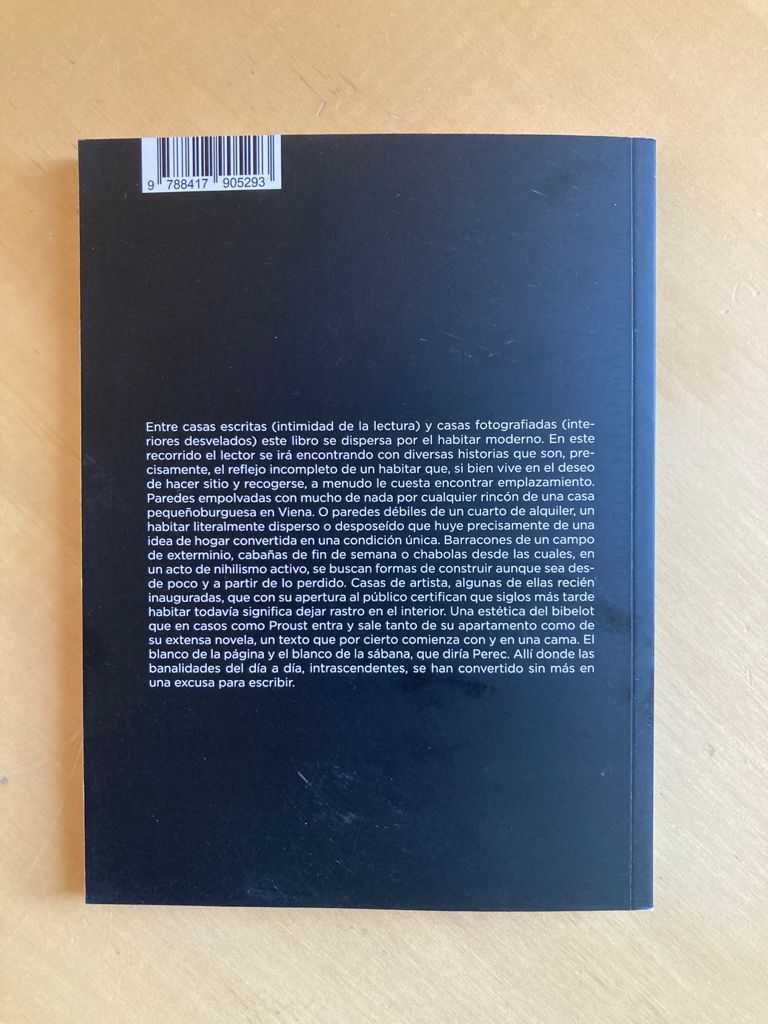 9 788417 905293
Entre casas escritas (intimidad de la lectura) y casas fotografiadas (inte-
riores desvelados) este libro se dispersa por el habitar moderno. En este
recorrido el lector se irá encontrando con diversas historias que son, pre-
cisamente, el reflejo incompleto de un habitar que, si bien vive en el deseo
de hacer sitio y recogerse, a menudo le cuesta encontrar emplazamiento.
Paredes empolvadas con mucho de nada por cualquier rincón de una casa
pequeñoburguesa en Viena. O paredes débiles de un cuarto de alquiler, un
habitar literalmente disperso o desposeído que huye precisamente de una
idea de hogar convertida en una condición única. Barracones de un campo
de exterminio, cabañas de fin de semana o chabolas desde las cuales, en
un acto de nihilismo activo, se buscan formas de construir aunque sea des-
de poco y a partir de lo perdido. Casas de artista, algunas de ellas recién
inauguradas, que con su apertura al público certifican que siglos más tarde
habitar todavía significa dejar rastro en el interior. Una estética del bibelot
que en casos como Proust entra y sale tanto de su apartamento como de
su extensa novela, un texto que por cierto comienza con y en una cama. El
blanco de la página y el blanco de la sábana, que diría Perec. Allí donde las
banalidades del día a día, intrascendentes, se han convertido sin más en
una excusa para escribir.